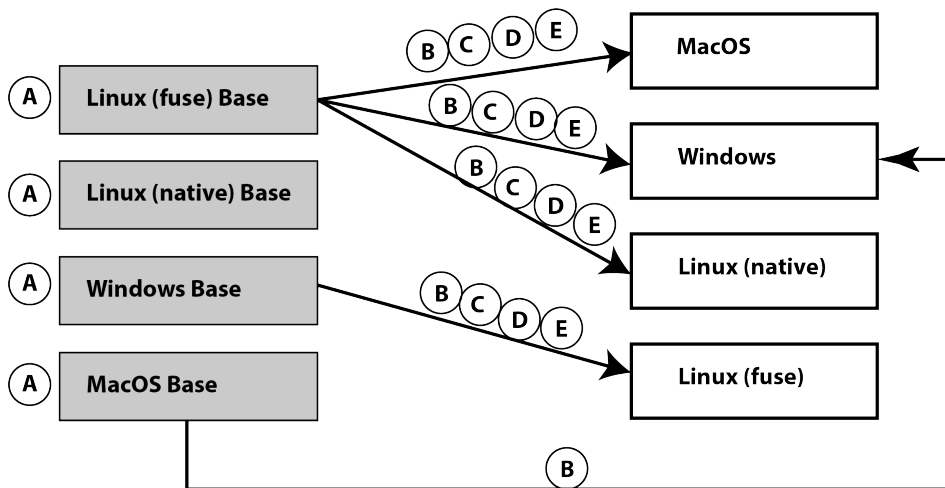 B C D E
MacOS
A Linux (fuse) Base
B C D E
Windows
A Linux (native) Base
B C D E
Linux (native)
A Windows Base
B C D E
Linux (fuse)
A MacOS Base
B